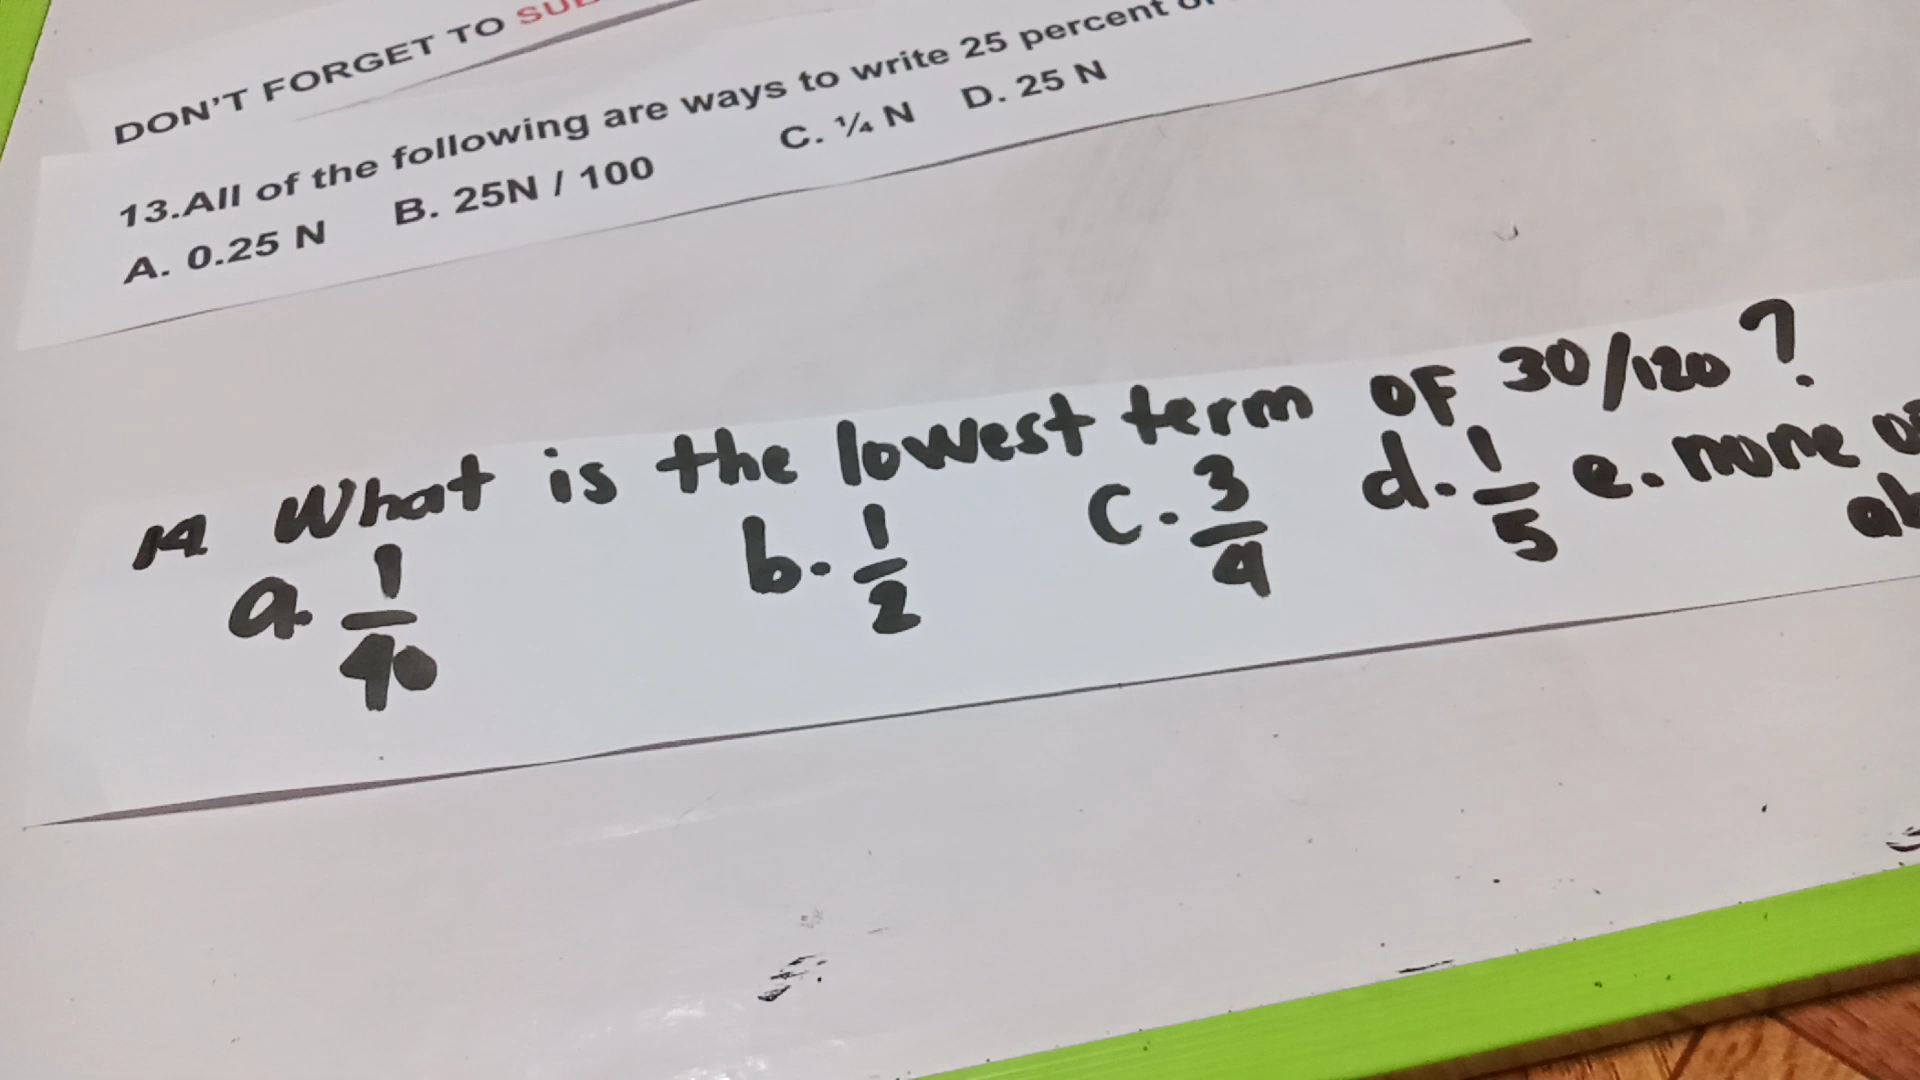 DON'T FORGET TO
13.All of the following are ways to write 25 percent
A. 0.25 N B. 25N / 100 C. ¼ N D. 25 N
14 What is the lowest term OF 30/120?
a. 1/40 b. 1/2 c. 3/4 d. 1/5 e. none